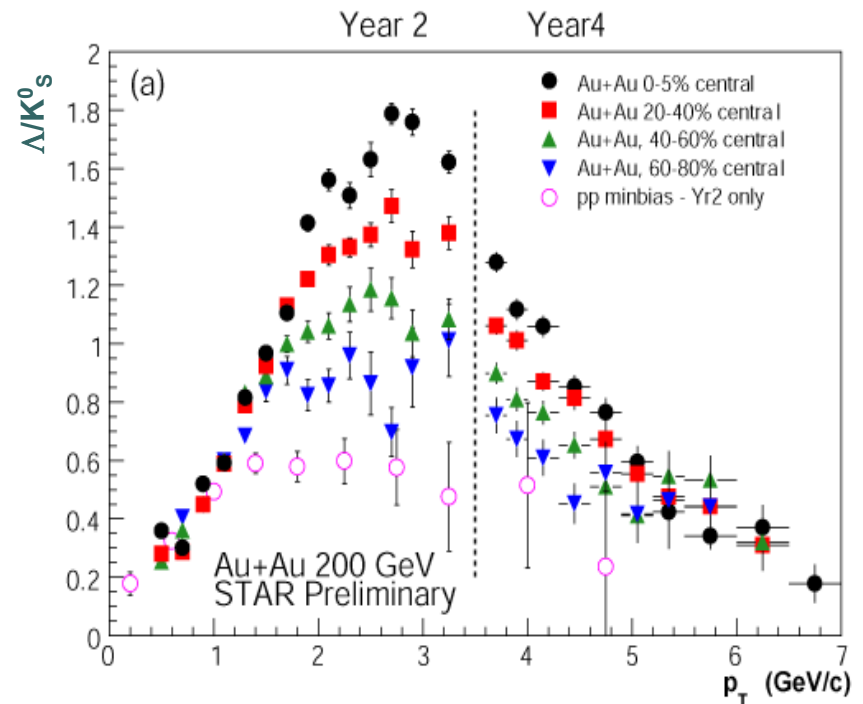 Year 2 Year4
(a)
Λ/K⁰s
Au+Au 0-5% central
Au+Au 20-40% central
Au+Au, 40-60% central
Au+Au, 60-80% central
pp minbias - Yr2 only
2
1.8
1.6
1.4
1.2
1
0.8
0.6
0.4
0.2
0
Au+Au 200 GeV
STAR Preliminary
0 1 2 3 4 5 6 7
p_T (GeV/c)